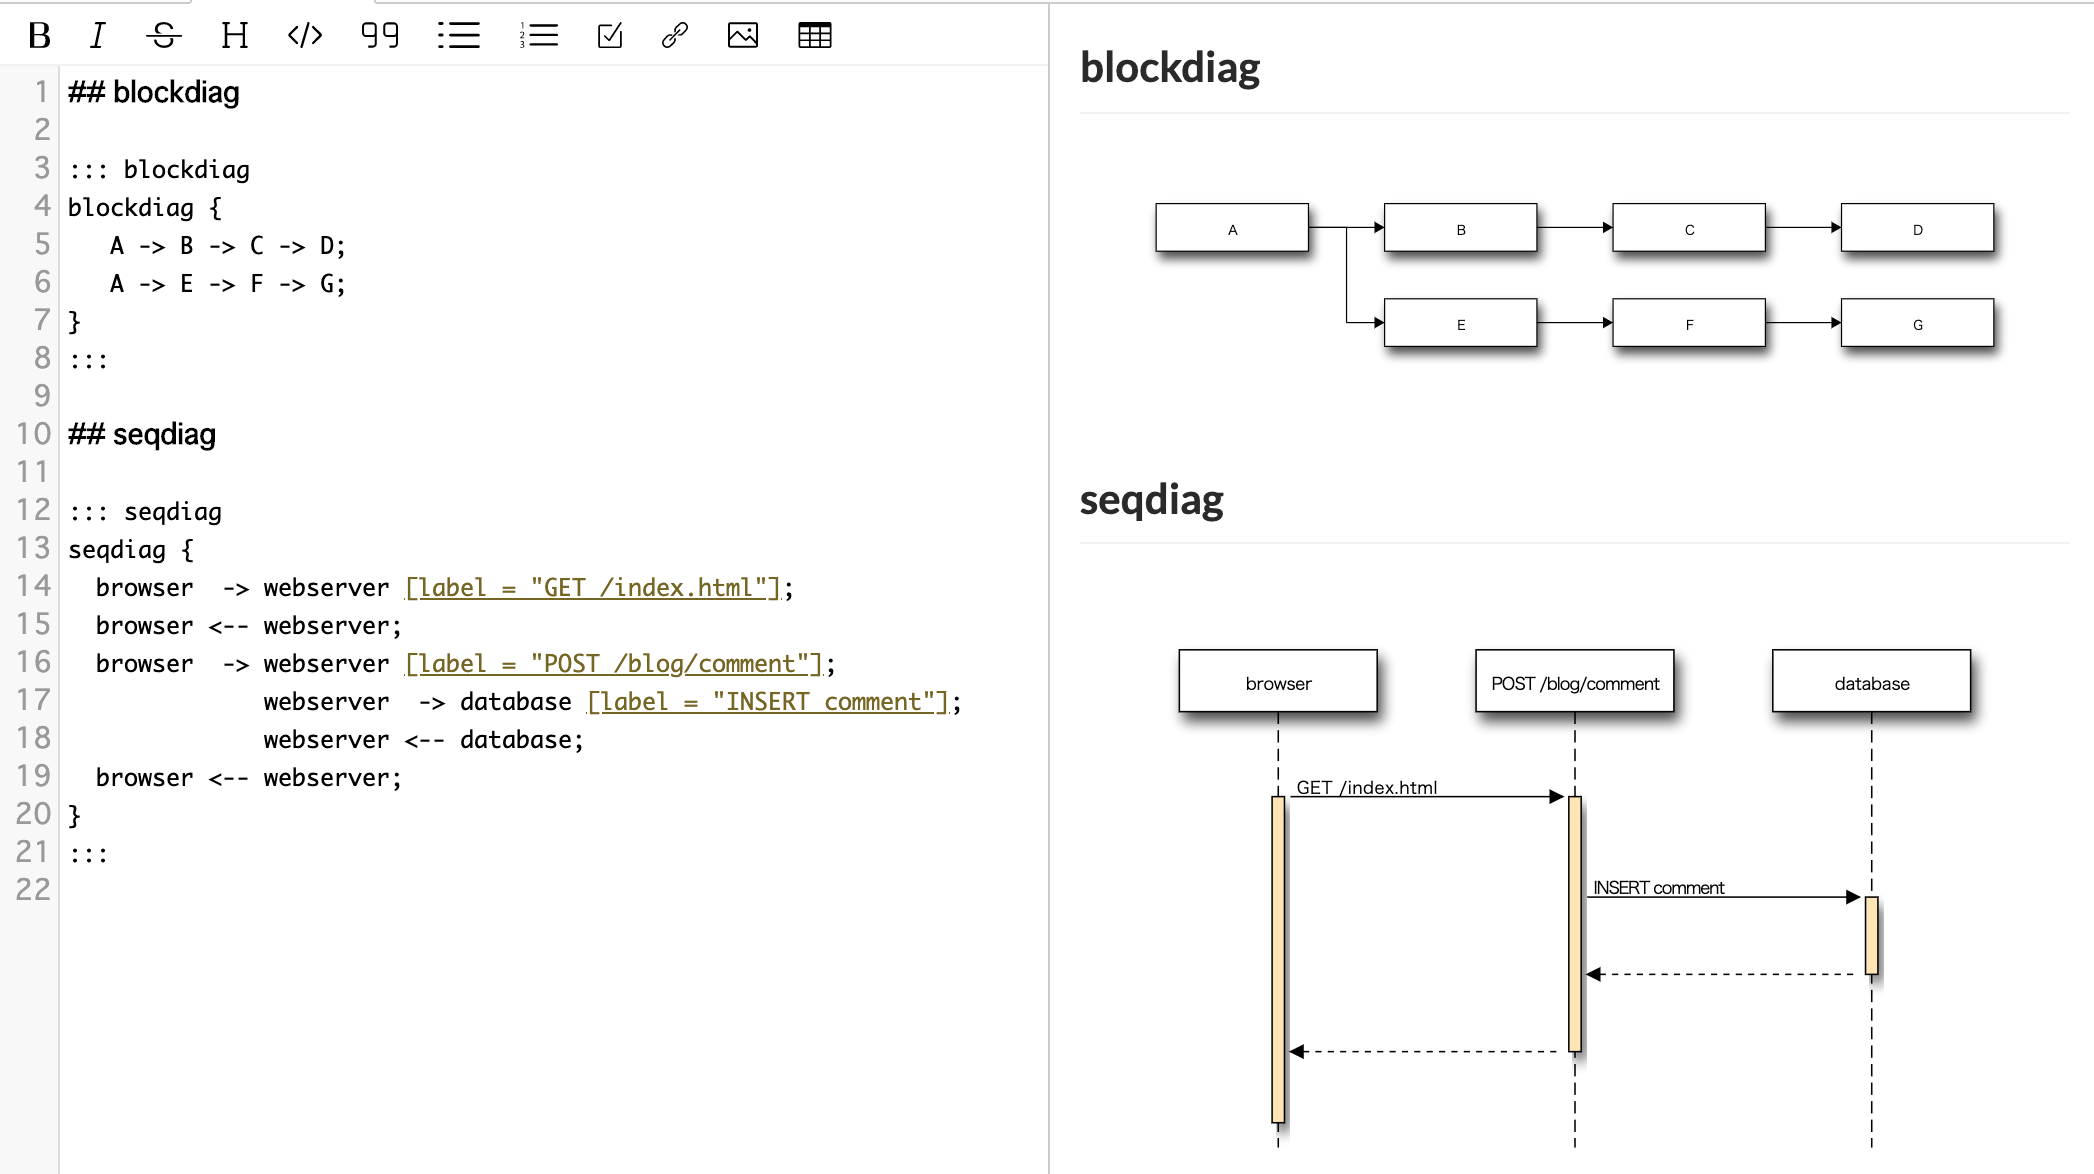 B I S H </> 99
1 ## blockdiag
2
3 ::: blockdiag
4 blockdiag {
5 A -> B -> C -> D;
6 A -> E -> F -> G;
7 }
8 :::
9
10 ## seqdiag
11
12 ::: seqdiag
13 seqdiag {
14 browser  -> webserver [label = "GET /index.html"];
15 browser <-- webserver;
16 browser  -> webserver [label = "POST /blog/comment"];
17 webserver  -> database [label = "INSERT comment"];
18 webserver <-- database;
19 browser <-- webserver;
20 }
21 :::
22
blockdiag
A B C D
E F G
seqdiag
browser POST /blog/comment database
GET /index.html
INSERT comment